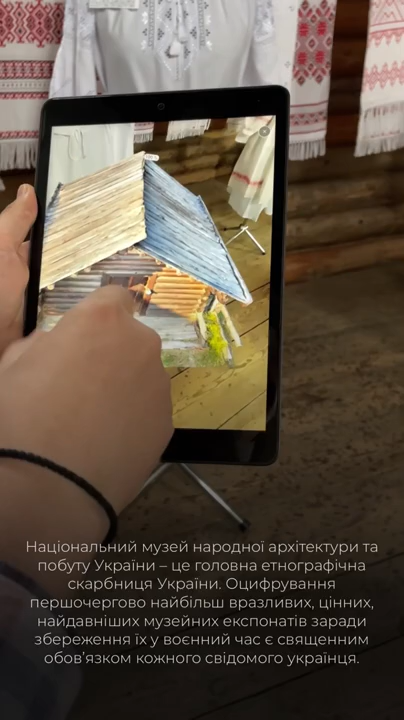 Національний музей народної архітектури та
побуту України – це головна етнографічна
скарбниця України. Оцифрування
першочергово найбільш вразливих, цінних,
найдавніших музейних експонатів заради
збереження їх у воєнний час є священним
обов'язком кожного свідомого українця.